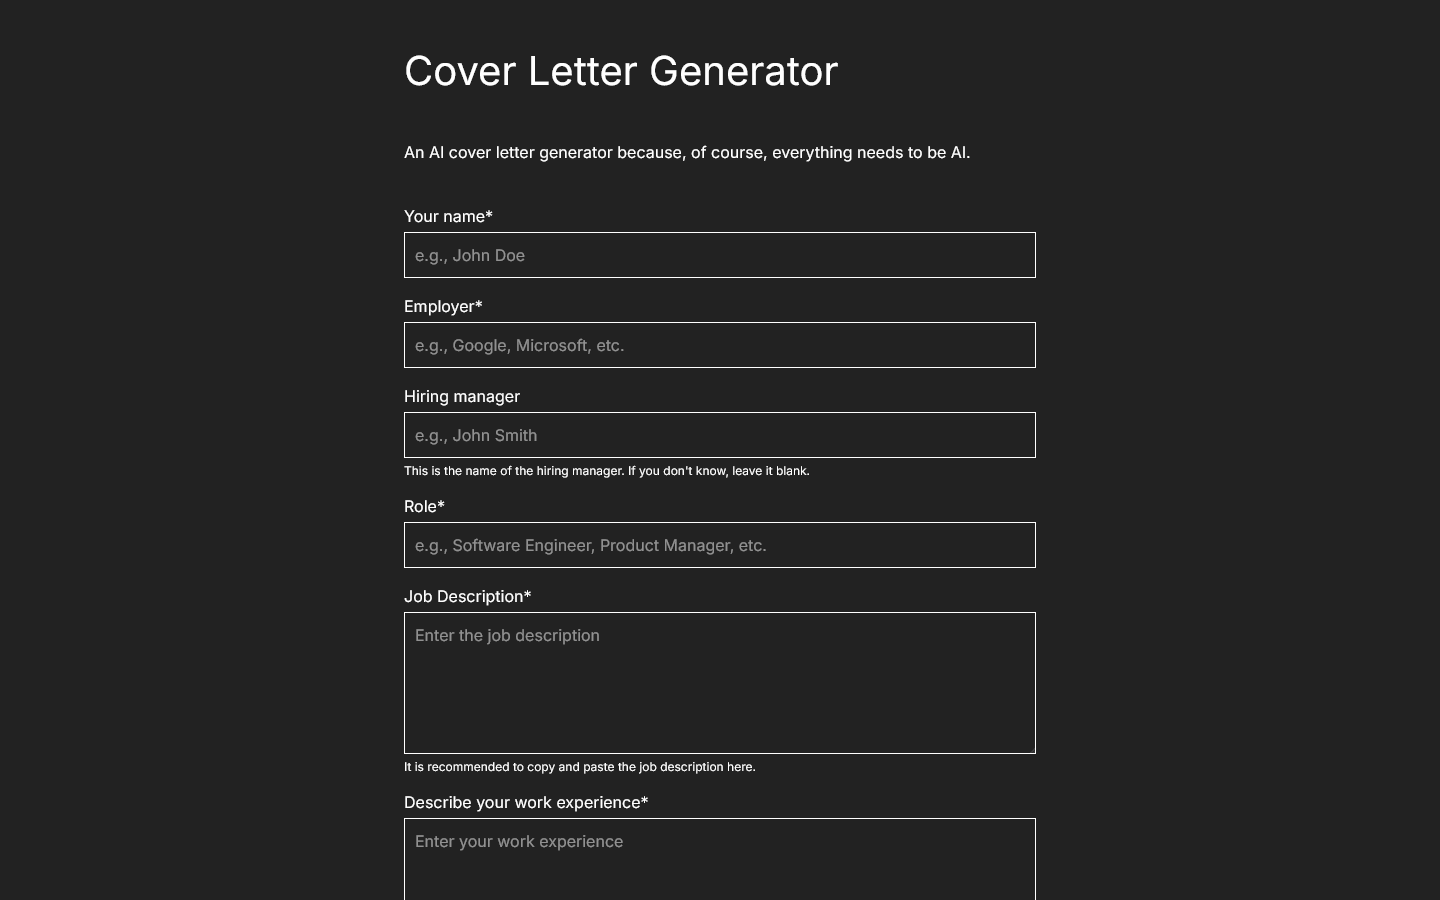 Cover Letter Generator
An AI cover letter generator because, of course, everything needs to be AI.
Your name*
e.g., John Doe
Employer*
e.g., Google, Microsoft, etc.
Hiring manager
e.g., John Smith
This is the name of the hiring manager. If you don't know, leave it blank.
Role*
e.g., Software Engineer, Product Manager, etc.
Job Description*
Enter the job description
It is recommended to copy and paste the job description here.
Describe your work experience*
Enter your work experience